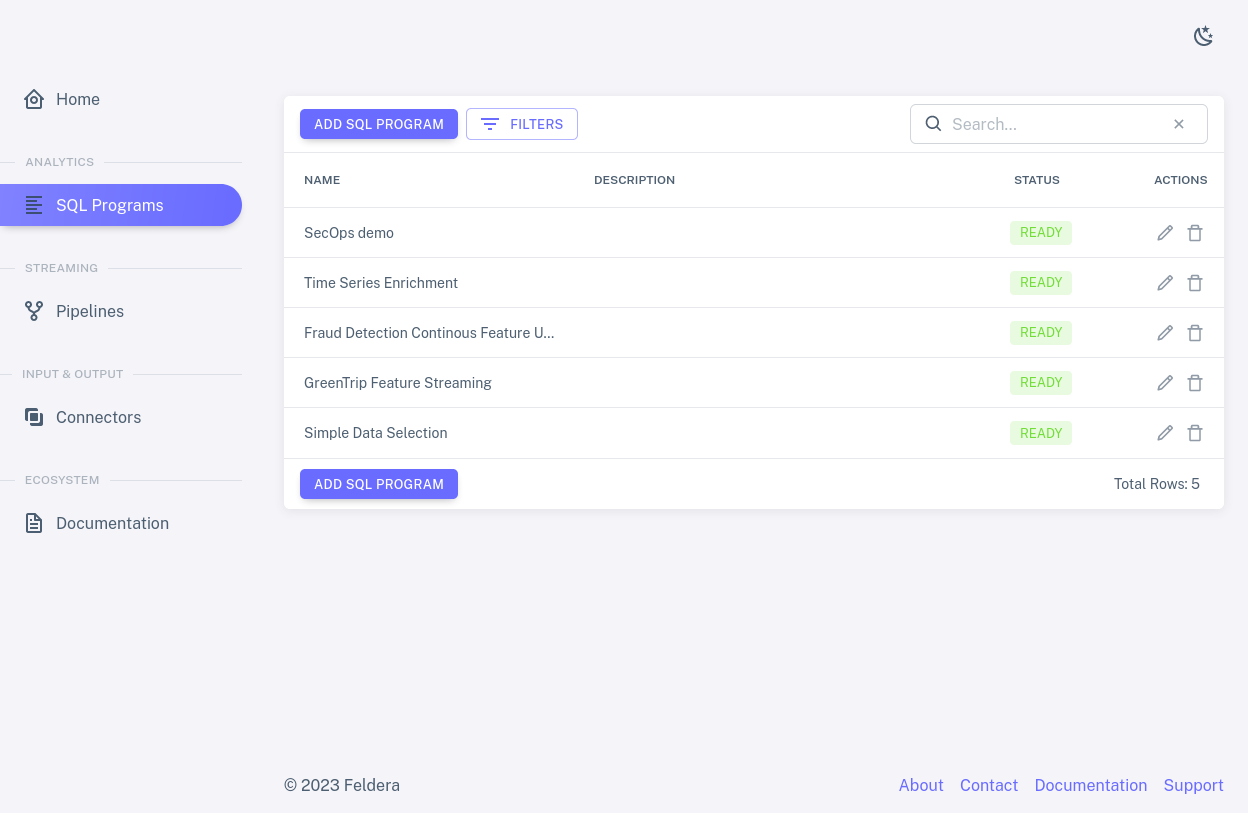 Home
ANALYTICS
SQL Programs
STREAMING
Pipelines
INPUT & OUTPUT
Connectors
ECOSYSTEM
Documentation
ADD SQL PROGRAM FILTERS Search...
NAME DESCRIPTION STATUS ACTIONS
SecOps demo READY
Time Series Enrichment READY
Fraud Detection Continous Feature U... READY
GreenTrip Feature Streaming READY
Simple Data Selection READY
ADD SQL PROGRAM Total Rows: 5
© 2023 Feldera About Contact Documentation Support